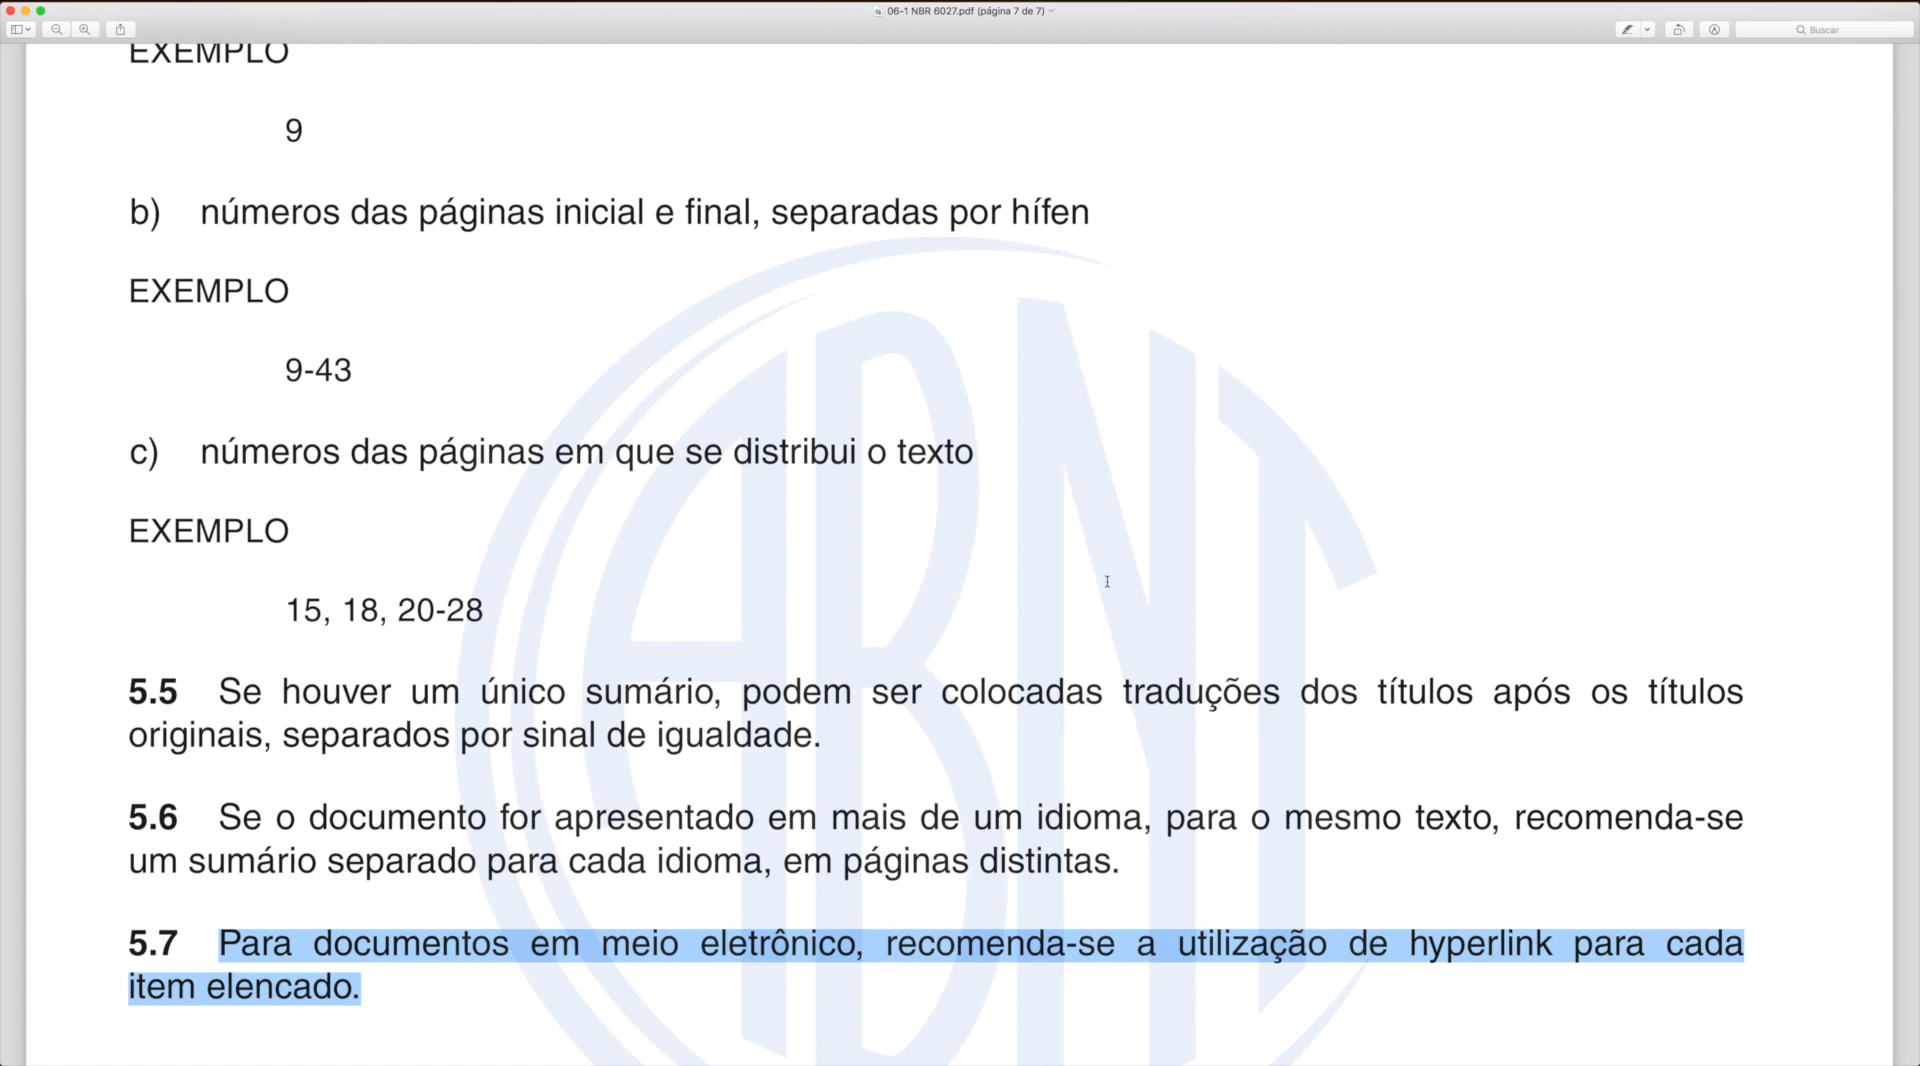 06-1 NBR 6027.pdf (página 7 de 7)
Buscar
EXEMPLO
9
b) números das páginas inicial e final, separadas por hífen
EXEMPLO
9-43
c) números das páginas em que se distribui o texto
EXEMPLO
15, 18, 20-28
5.5 Se houver um único sumário, podem ser colocadas traduções dos títulos após os títulos
originais, separados por sinal de igualdade.
5.6 Se o documento for apresentado em mais de um idioma, para o mesmo texto, recomenda-se
um sumário separado para cada idioma, em páginas distintas.
5.7 Para documentos em meio eletrônico, recomenda-se a utilização de hyperlink para cada
item elencado.
ABNT